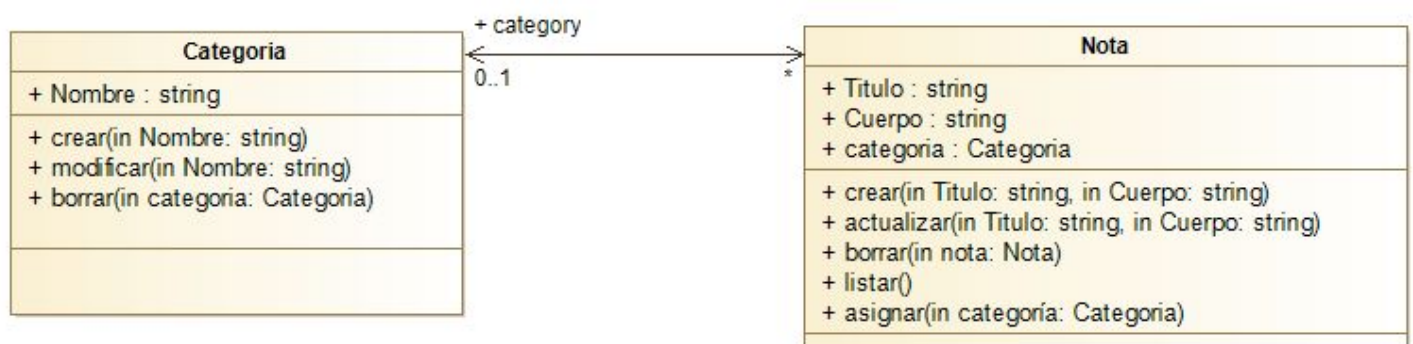 Categoria
+ Nombre : string
+ crear(in Nombre: string)
+ modificar(in Nombre: string)
+ borrar(in categoria: Categoria)
+ category
0..1
*
Nota
+ Titulo : string
+ Cuerpo : string
+ categoria : Categoria
+ crear(in Titulo: string, in Cuerpo: string)
+ actualizar(in Titulo: string, in Cuerpo: string)
+ borrar(in nota: Nota)
+ listar()
+ asignar(in categoría: Categoria)